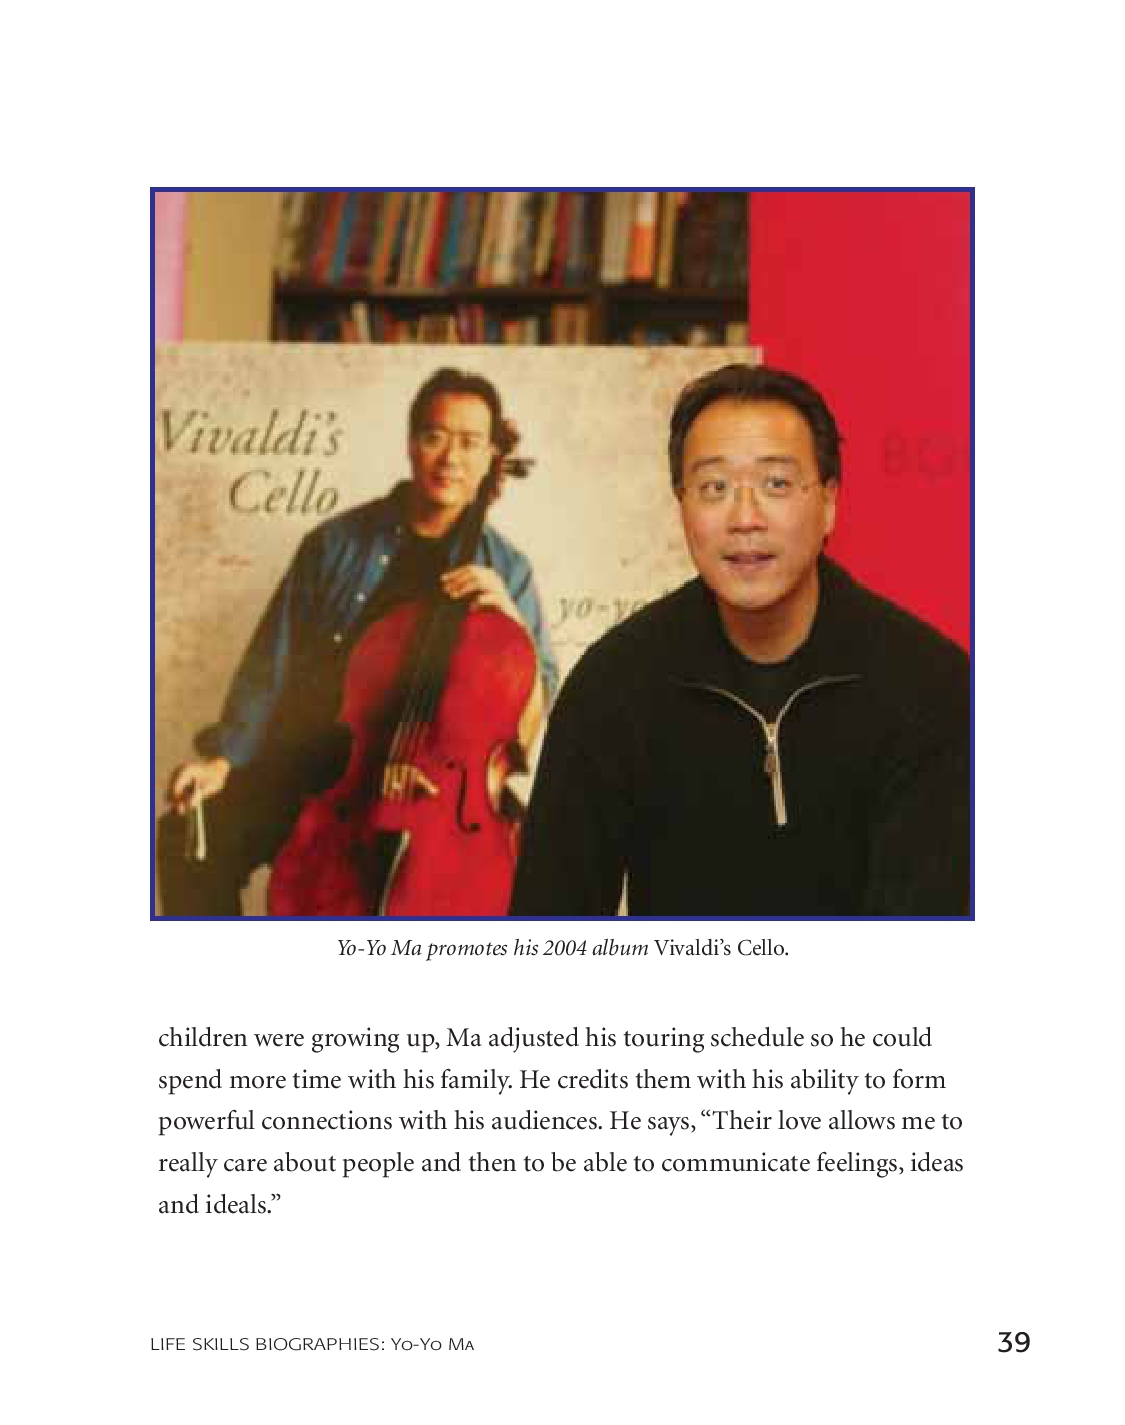 Vivaldi's
Cello
yo-yo
Yo-Yo Ma promotes his 2004 album Vivaldi’s Cello.
children were growing up, Ma adjusted his touring schedule so he could
spend more time with his family. He credits them with his ability to form
powerful connections with his audiences. He says, “Their love allows me to
really care about people and then to be able to communicate feelings, ideas
and ideals.”
LIFE SKILLS BIOGRAPHIES: YO-YO MA
39